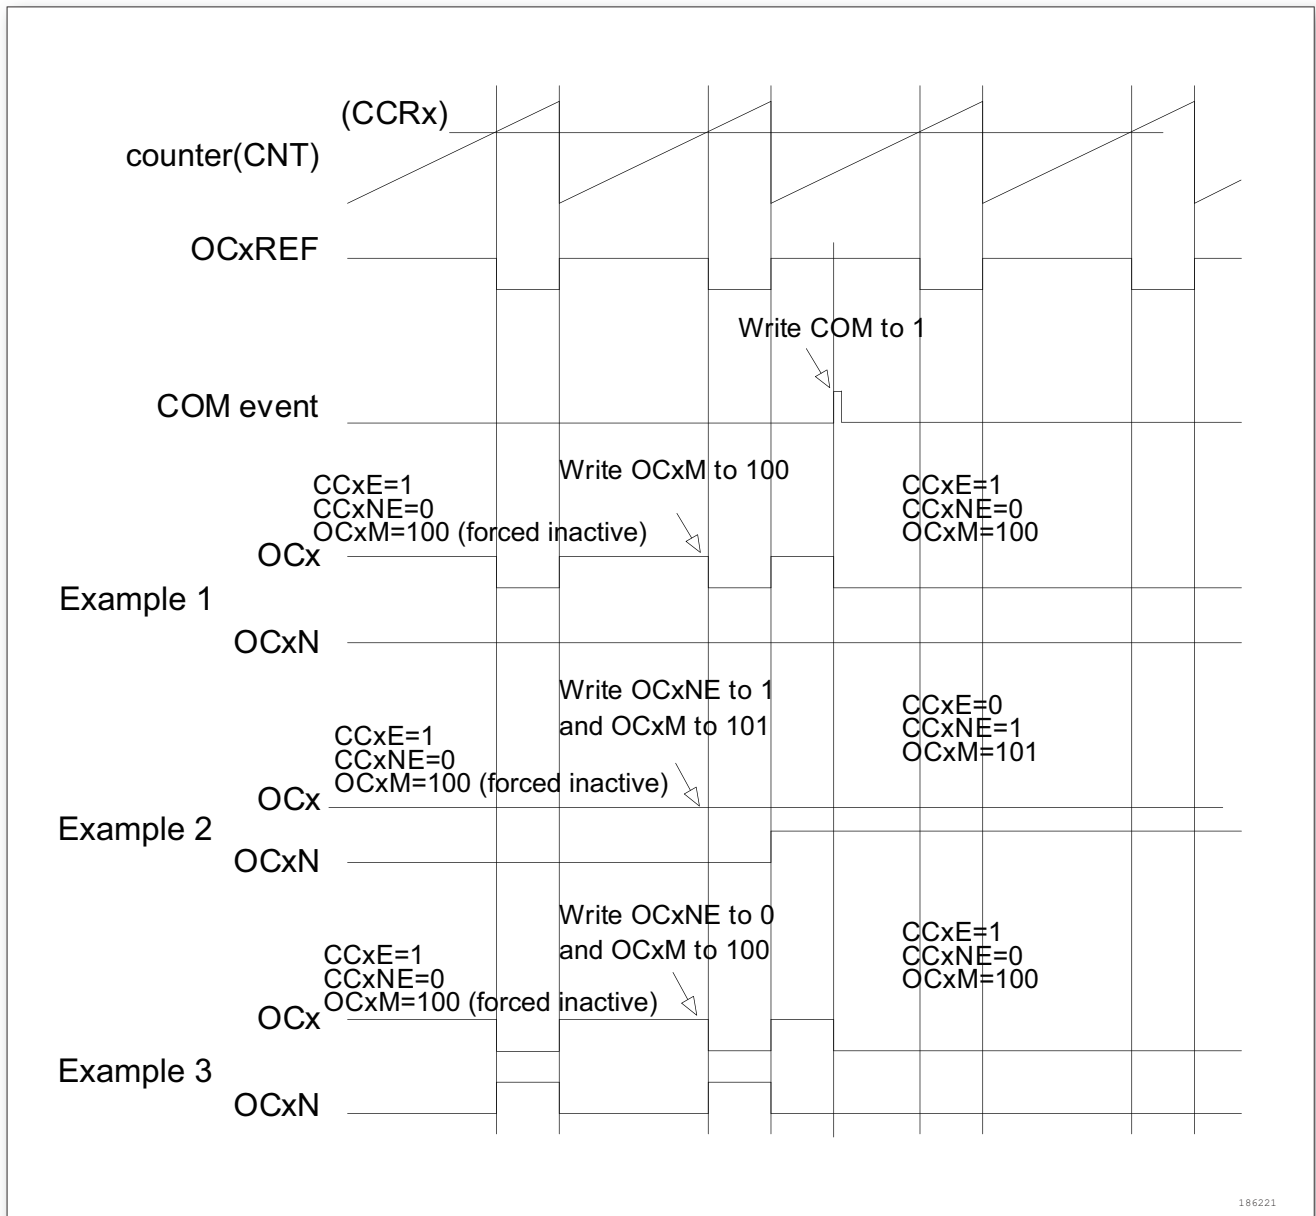 (CCRx)
counter(CNT)
OCxREF
Write COM to 1
COM event
Write OCxM to 100
CCxE=1
CCxNE=0
OCxM=100 (forced inactive)
CCxE=1
CCxNE=0
OCxM=100
OCx
Example 1
OCxN
Write OCxNE to 1
and OCxM to 101
CCxE=1
CCxNE=0
OCxM=100 (forced inactive)
CCxE=0
CCxNE=1
OCxM=101
OCx
Example 2
OCxN
Write OCxNE to 0
and OCxM to 100
CCxE=1
CCxNE=0
OCxM=100 (forced inactive)
CCxE=1
CCxNE=0
OCxM=100
OCx
Example 3
OCxN
186221